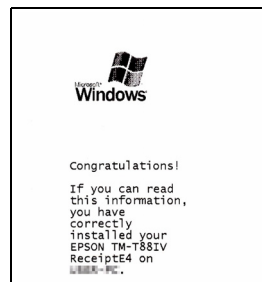 Microsoft
Windows
Congratulations!
If you can read
this information,
you have
correctly
installed your
EPSON TM-T88IV
ReceiptE4 on